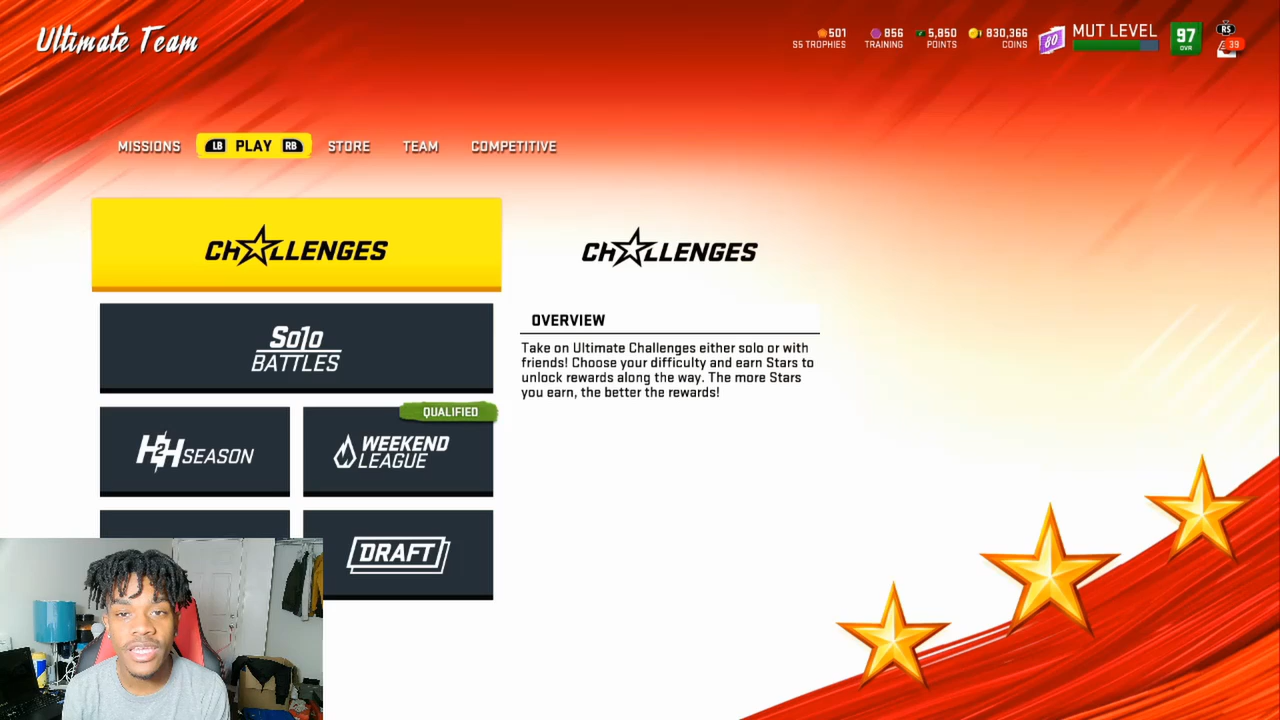 Ultimate Team
501
S5 TROPHIES
856
TRAINING
5,850
POINTS
830,366
COINS
80
MUT LEVEL
97
OVR
RS
39
MISSIONS
LB PLAY RB
STORE
TEAM
COMPETITIVE
CHALLENGES
CHALLENGES
OVERVIEW
Take on Ultimate Challenges either solo or with
friends! Choose your difficulty and earn Stars to
unlock rewards along the way. The more Stars
you earn, the better the rewards!
Solo
BATTLES
QUALIFIED
H2H SEASON
WEEKEND
LEAGUE
DRAFT